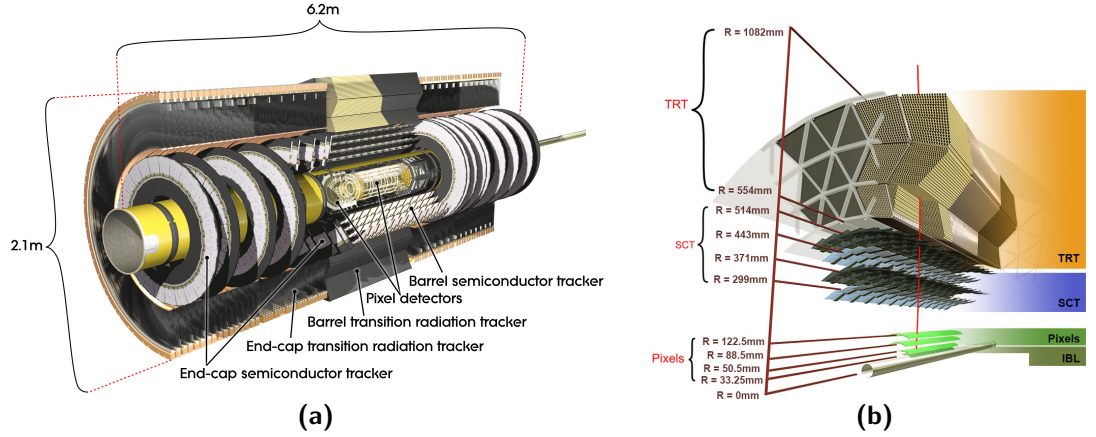 6.2m
2.1m
Barrel semiconductor tracker
Pixel detectors
Barrel transition radiation tracker
End-cap transition radiation tracker
End-cap semiconductor tracker
(a)
R = 1082mm
TRT
R = 554mm
R = 514mm
R = 443mm
SCT
R = 371mm
R = 299mm
TRT
SCT
R = 122.5mm
Pixels
R = 88.5mm
Pixels
IBL
R = 50.5mm
R = 33.25mm
R = 0mm
(b)